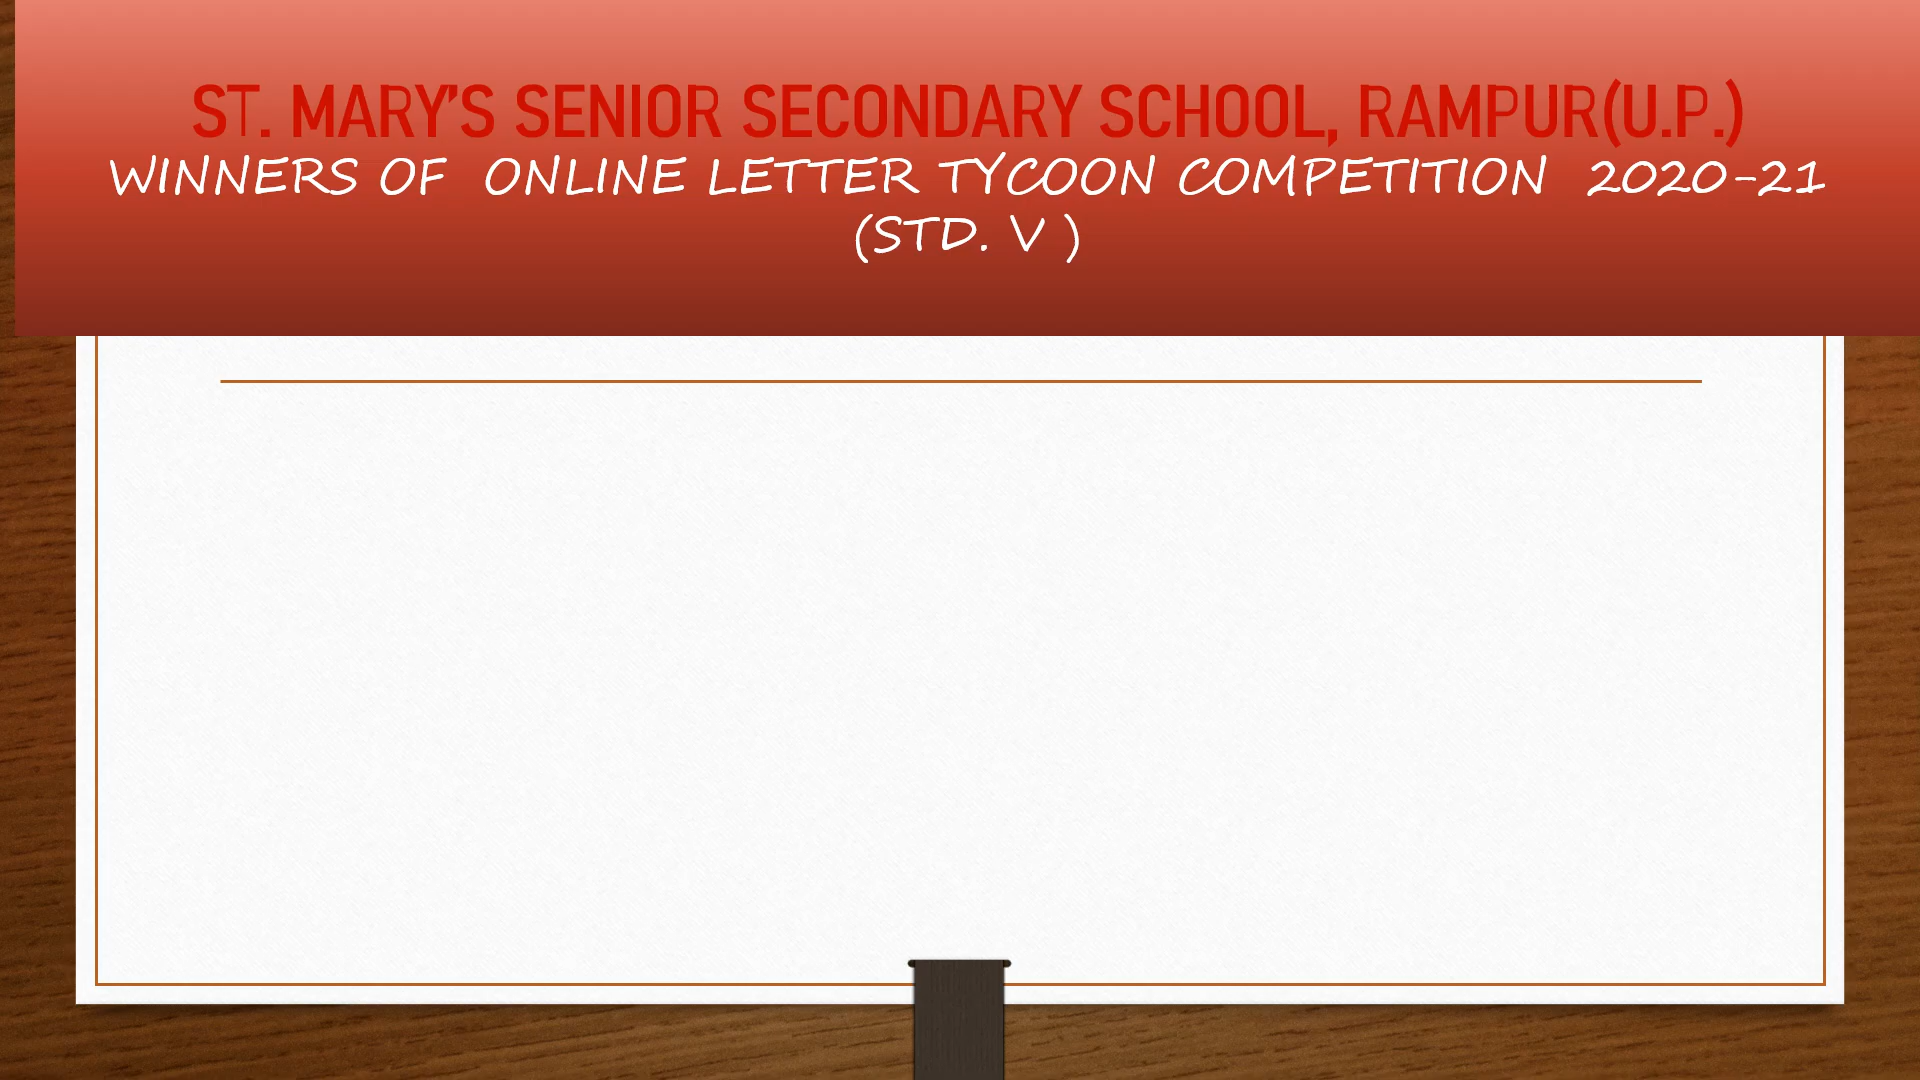 ST. MARY’S SENIOR SECONDARY SCHOOL, RAMPUR(U.P.)
WINNERS OF  ONLINE LETTER TYCOON COMPETITION  2020-21
(STD. V )